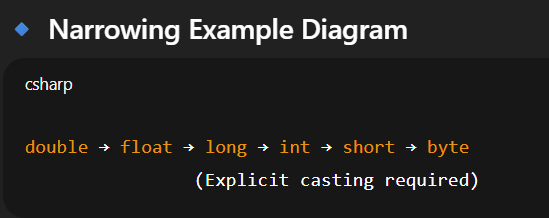 Narrowing Example Diagram
csharp
double → float → long → int → short → byte
(Explicit casting required)